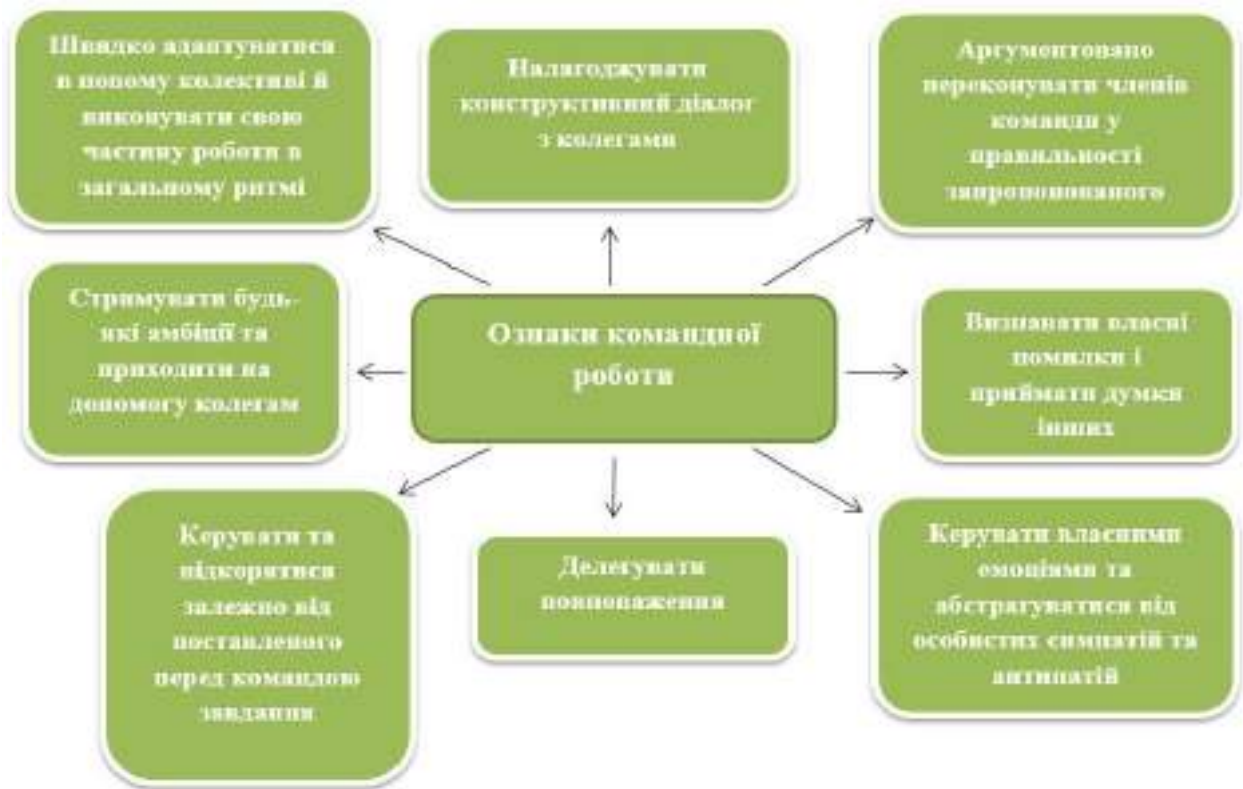 Швидко адаптуватися
в новому колективі й
виконувати свою
частину роботи в
загальному ритмі
Налагоджувати
конструктивний діалог
з колегами
Аргументовано
переконувати членів
команди у
правильності
запропонованого
Стримувати будь-
які амбіції та
приходити на
допомогу колегам
Ознаки командної
роботи
Визнавати власні
помилки і
приймати думки
інших
Керувати та
підкорятися
залежно від
поставленого
перед командою
завдання
Делегувати
повноваження
Керувати власними
емоціями та
абстрагуватися від
особистих симпатій та
антипатій